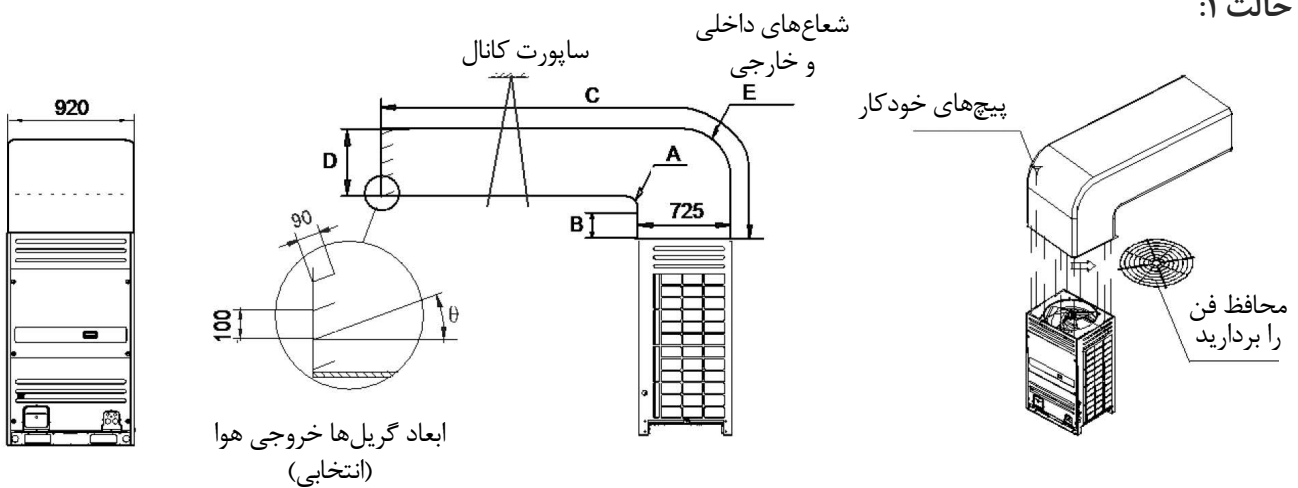 حالت ۱:
شعاع‌های داخلی
و خارجی
ساپورت کانال
پیچ‌های خودکار
920
C
E
D
A
B
725
90
100
θ
محافظ فن
را بردارید
ابعاد گریل‌ها خروجی هوا
(انتخابی)